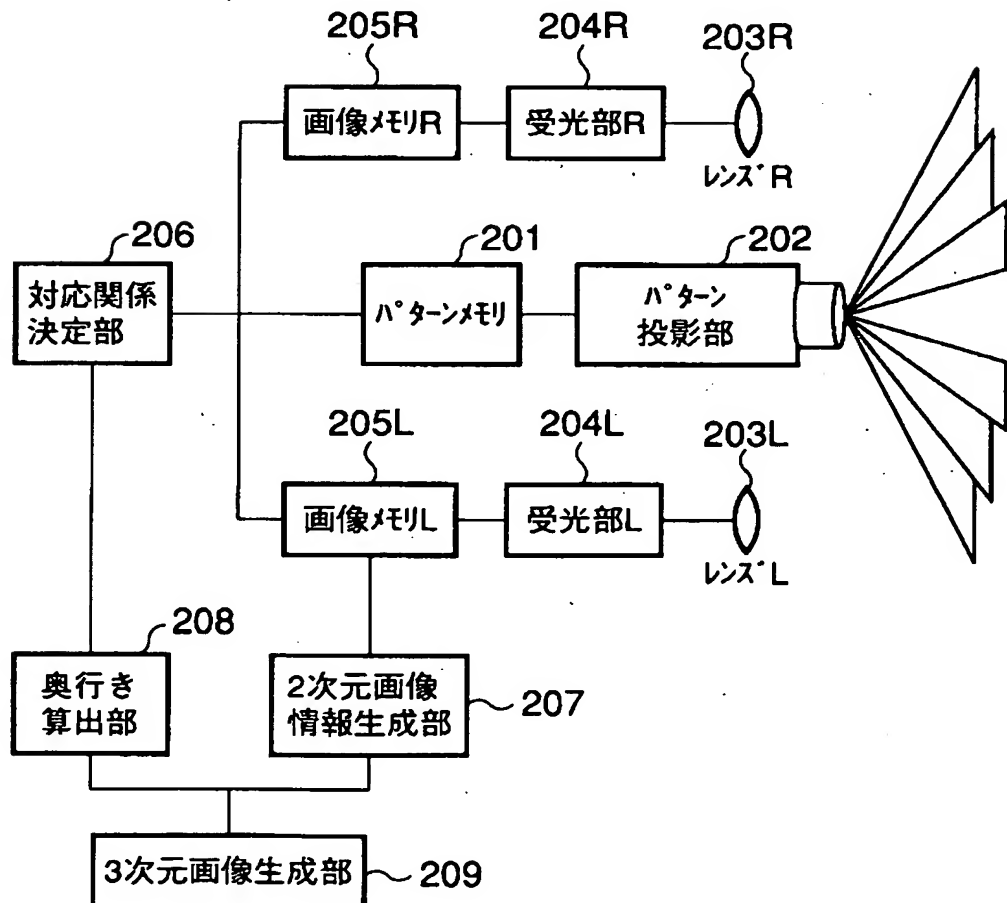 205R
204R
203R
画像メモリR
受光部R
レンズR
206
201
202
対応関係
決定部
パターンメモリ
パターン
投影部
205L
204L
203L
画像メモリL
受光部L
レンズL
208
奥行き
算出部
2次元画像
情報生成部
207
3次元画像生成部
209